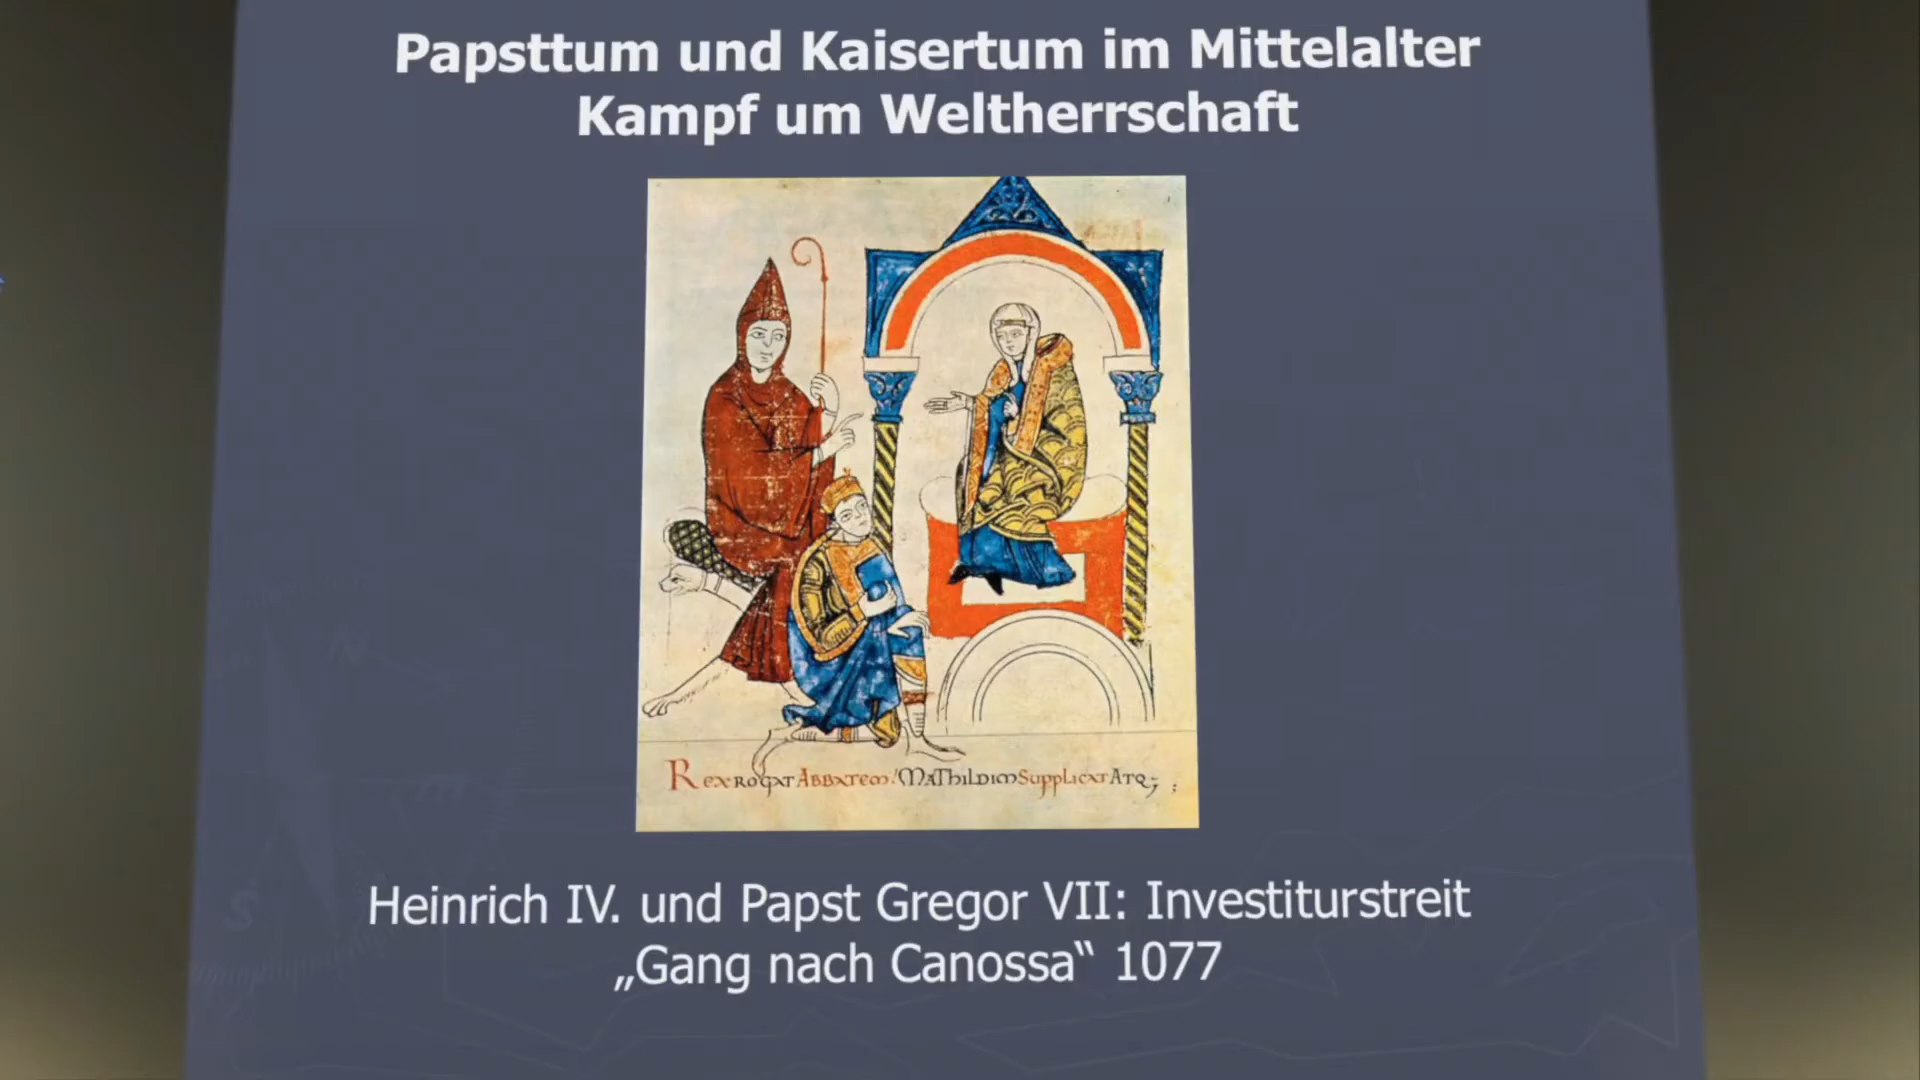 Papsttum und Kaisertum im Mittelalter
Kampf um Weltherrschaft
Rex rogat Abbatem! Mathildim Supplicat Atq; :
Heinrich IV. und Papst Gregor VII: Investiturstreit
„Gang nach Canossa“ 1077
S
N